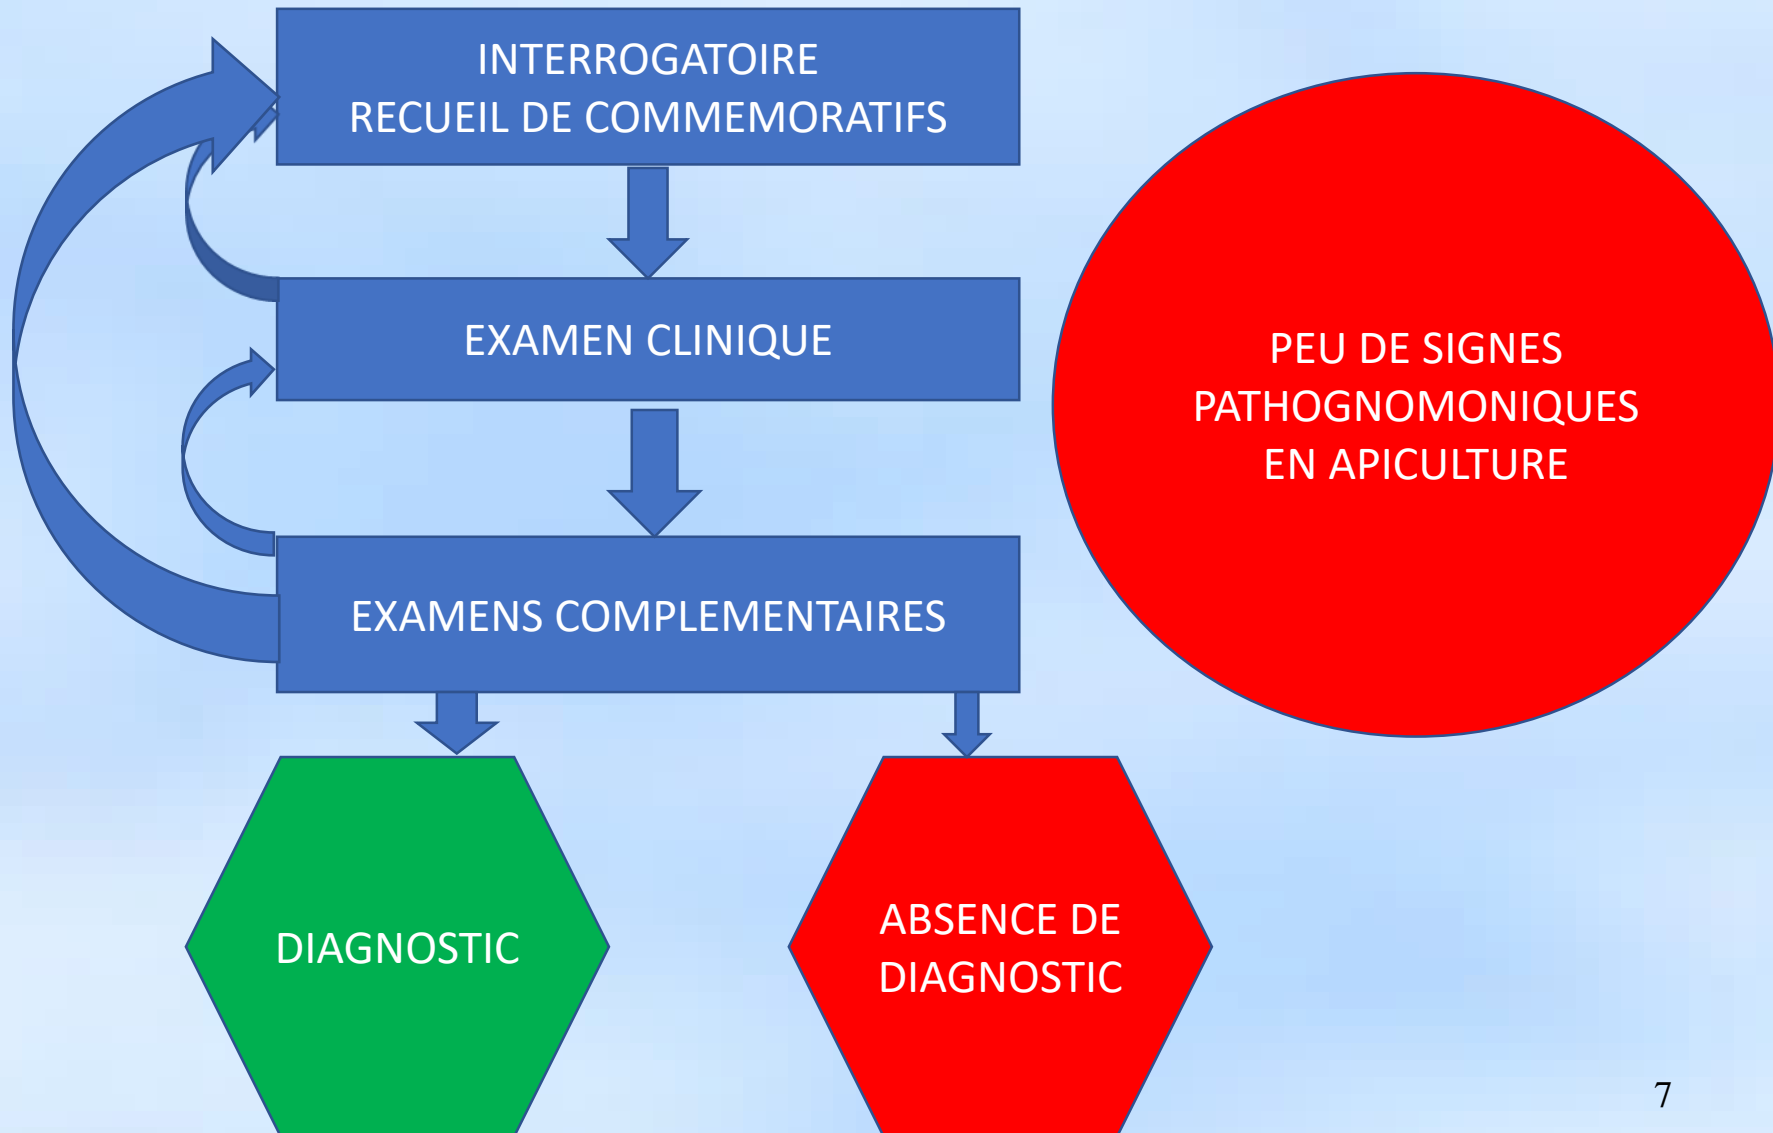 INTERROGATOIRE
RECUEIL DE COMMEMORATIFS
EXAMEN CLINIQUE
EXAMENS COMPLEMENTAIRES
DIAGNOSTIC
ABSENCE DE
DIAGNOSTIC
PEU DE SIGNES
PATHOGNOMONIQUES
EN APICULTURE
7